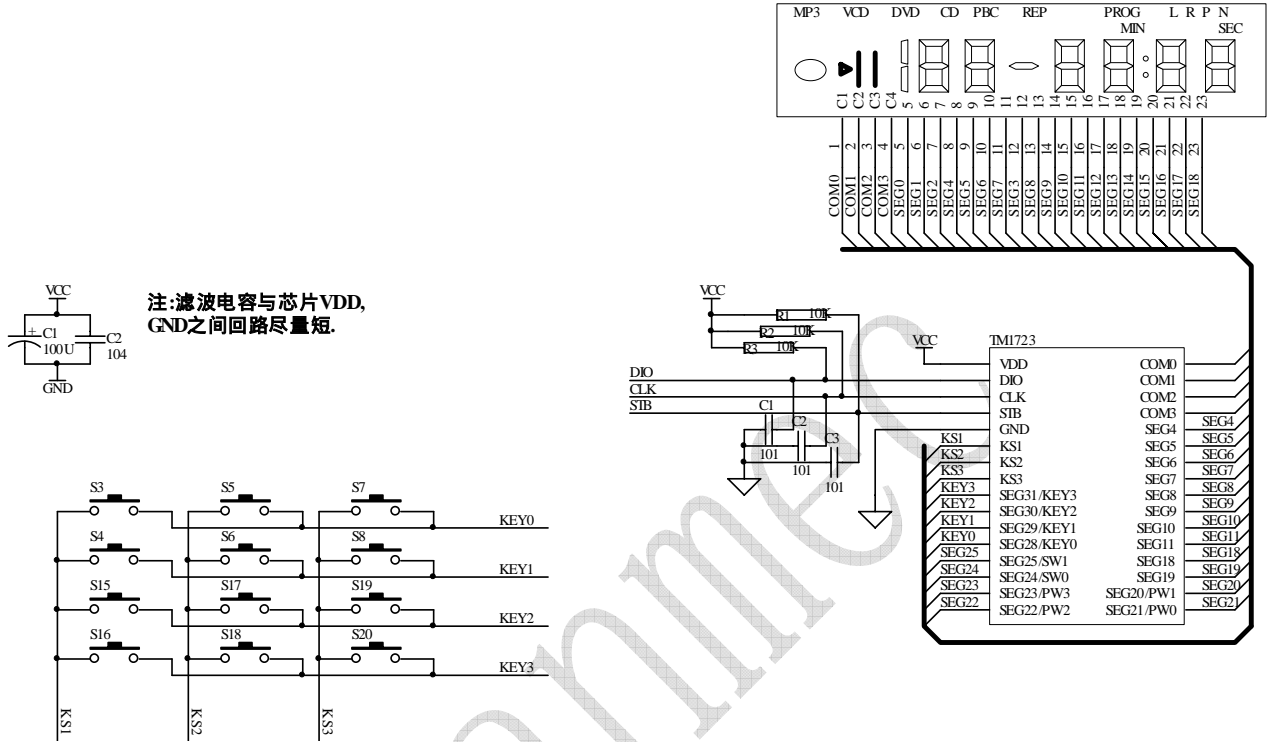 MP3 VCD DVD CD PBC REP PROG L R P N
MIN SEC
C1 C2 C3 C4 5 6 7 8 9 10 11 12 13 14 15 16 17 18 19 20 21 22 23
1 2 3 4 5 6 7 8 9 10 11 12 13 14 15 16 17 18 19 20 21 22 23
COM0 COM1 COM2 COM3 SEG0 SEG1 SEG2 SEG4 SEG5 SEG6 SEG7 SEG3 SEG8 SEG9 SEG10 SEG11 SEG12 SEG13 SEG14 SEG15 SEG16 SEG17 SEG18
VCC
+ C1
100U
C2
104
GND
注:滤波电容与芯片VDD,
GND之间回路尽量短.
VCC
R1 10K
R2 10K
R3 10K
DIO
CLK
STB
C1
101
C2
101
C3
101
VCC
TM1723
VDD COM0
DIO COM1
CLK COM2
STB COM3
GND SEG4 SEG4
KS1 KS1 SEG5 SEG5
KS2 KS2 SEG6 SEG6
KS3 KS3 SEG7 SEG7
KEY3 SEG31/KEY3 SEG8 SEG8
KEY2 SEG30/KEY2 SEG9 SEG9
KEY1 SEG29/KEY1 SEG10 SEG10
KEY0 SEG28/KEY0 SEG11 SEG11
SEG25 SEG25/SW1 SEG18 SEG18
SEG24 SEG24/SW0 SEG19 SEG19
SEG23 SEG23/PW3 SEG20/PW1 SEG20
SEG22 SEG22/PW2 SEG21/PW0 SEG21
S3 S5 S7
KEY0
S4 S6 S8
KEY1
S15 S17 S19
KEY2
S16 S18 S20
KEY3
KS1 KS2 KS3